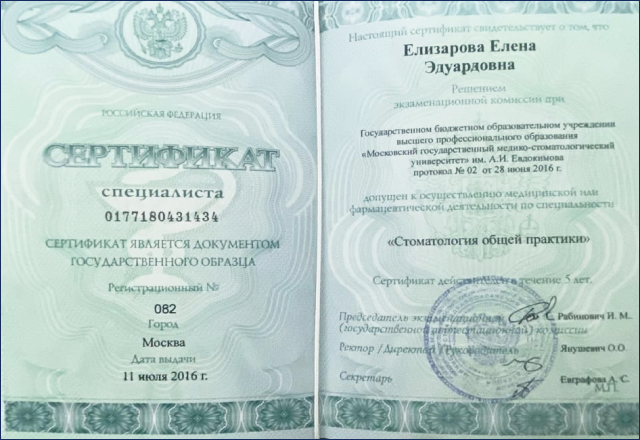 РОССИЙСКАЯ ФЕДЕРАЦИЯ
СЕРТИФИКАТ
специалиста
0177180431434
СЕРТИФИКАТ ЯВЛЯЕТСЯ ДОКУМЕНТОМ
ГОСУДАРСТВЕННОГО ОБРАЗЦА
Регистрационный №
082
Город
Москва
Дата выдачи
11 июля 2016 г.
Настоящий сертификат свидетельствует о том, что
Елизарова Елена
Эдуардовна
Решением
экзаменационной комиссии при
Государственном бюджетном образовательном учреждении
высшего профессионального образования
«Московский государственный медико-стоматологический
университет» им. А.И. Евдокимова
протокол № 02 от 28 июня 2016 г.
допущен к осуществлению медицинской или
фармацевтической деятельности по специальности
«Стоматология общей практики»
Сертификат действителен в течение 5 лет.
Председатель экзаменационной Рабинович И. М.
(государственной аттестационной) комиссии
Ректор /Директор /Руководитель Янушевич О.О.
Секретарь Евграфова А. С.
М.П.